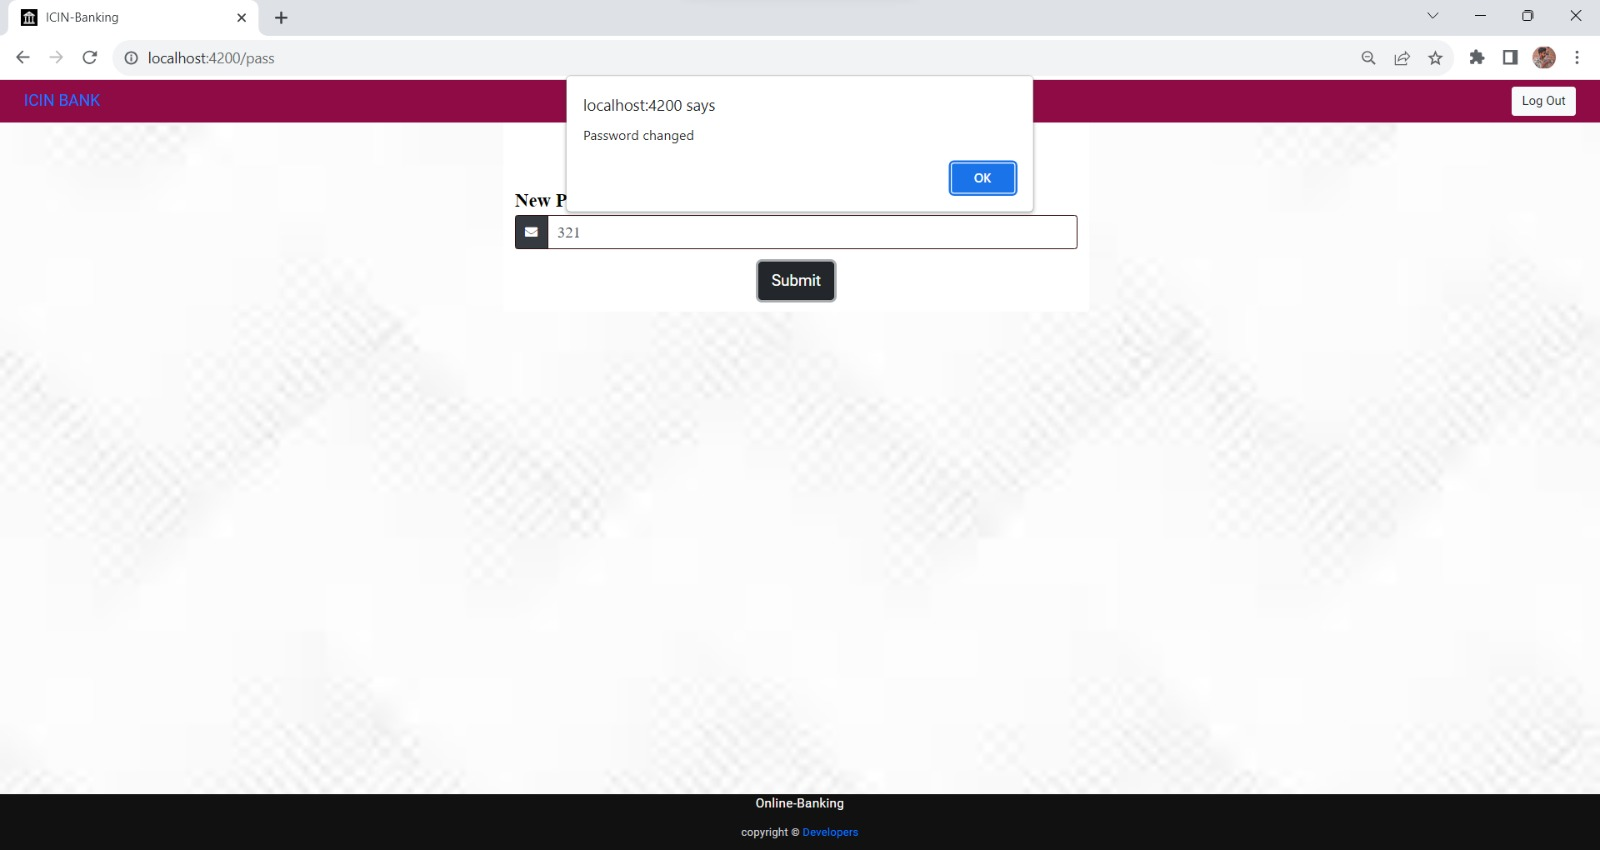 ICIN-Banking
localhost:4200/pass
ICIN BANK
Log Out
localhost:4200 says
Password changed
OK
New P
321
Submit
Online-Banking
copyright © Developers